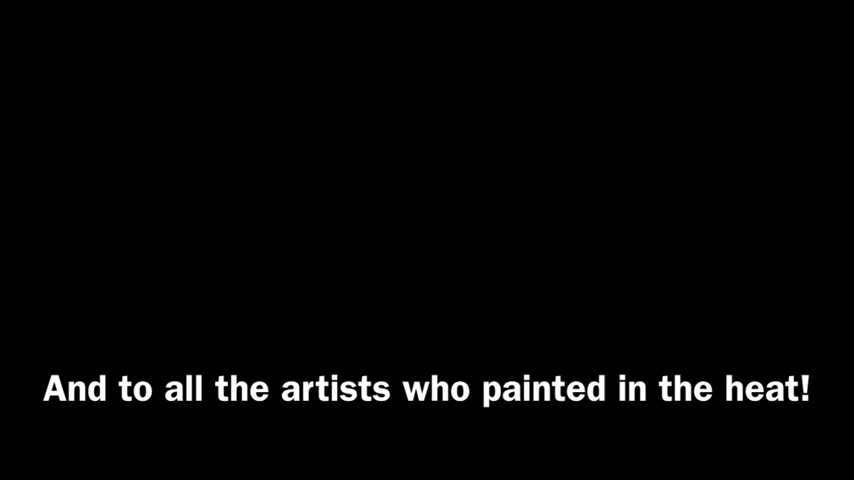 And to all the artists who painted in the heat!